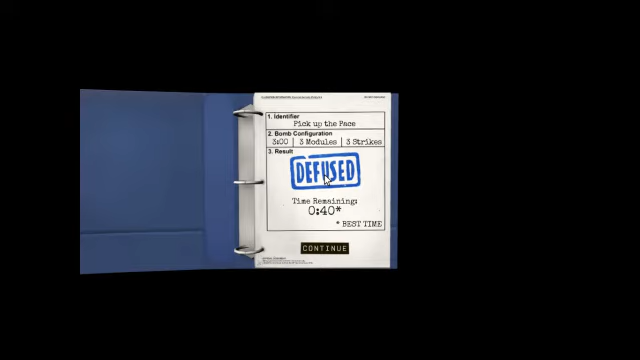 1. Identifier
Pick up the Pace
2. Bomb Configuration
3:00 | 3 Modules | 3 Strikes
3. Result
DEFUSED
Time Remaining:
0:40*
* BEST TIME
CONTINUE